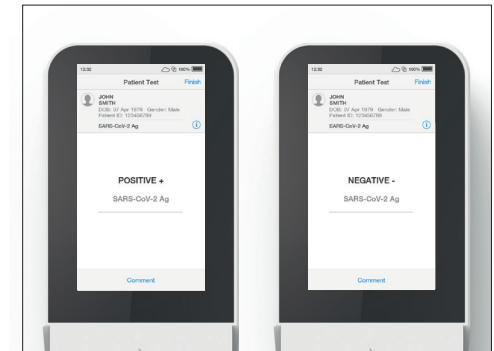 12:32 100%
Patient Test Finish
JOHN
SMITH
DOB: 07 Apr 1979 Gender: Male
Patient ID: 123456789
SARS-CoV-2 Ag
POSITIVE +
SARS-CoV-2 Ag
Comment
12:32 100%
Patient Test Finish
JOHN
SMITH
DOB: 07 Apr 1979 Gender: Male
Patient ID: 123456789
SARS-CoV-2 Ag
NEGATIVE -
SARS-CoV-2 Ag
Comment